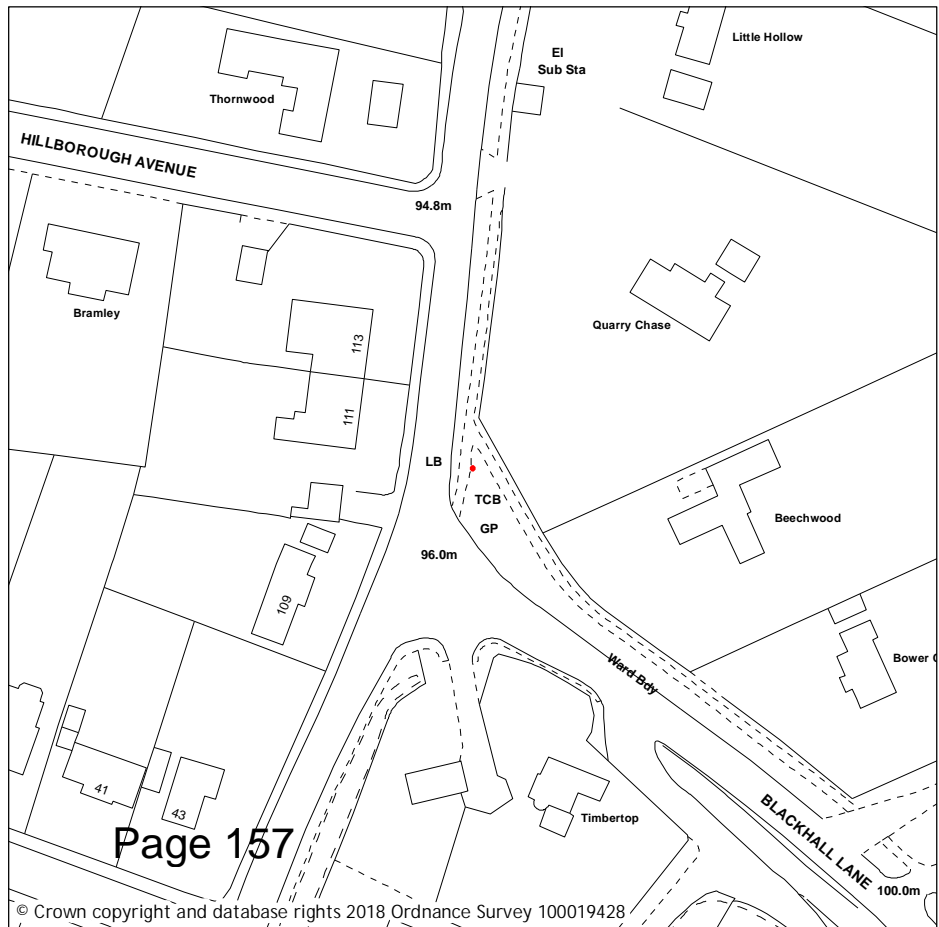 Little Hollow
El
Sub Sta
Thornwood
HILLBOROUGH AVENUE
94.8m
Bramley
Quarry Chase
113
111
LB
TCB
GP
Beechwood
96.0m
109
Ward Bdy
Bower
41
43
Timbertop
BLACKHALL LANE
Page 157
100.0m
© Crown copyright and database rights 2018 Ordnance Survey 100019428